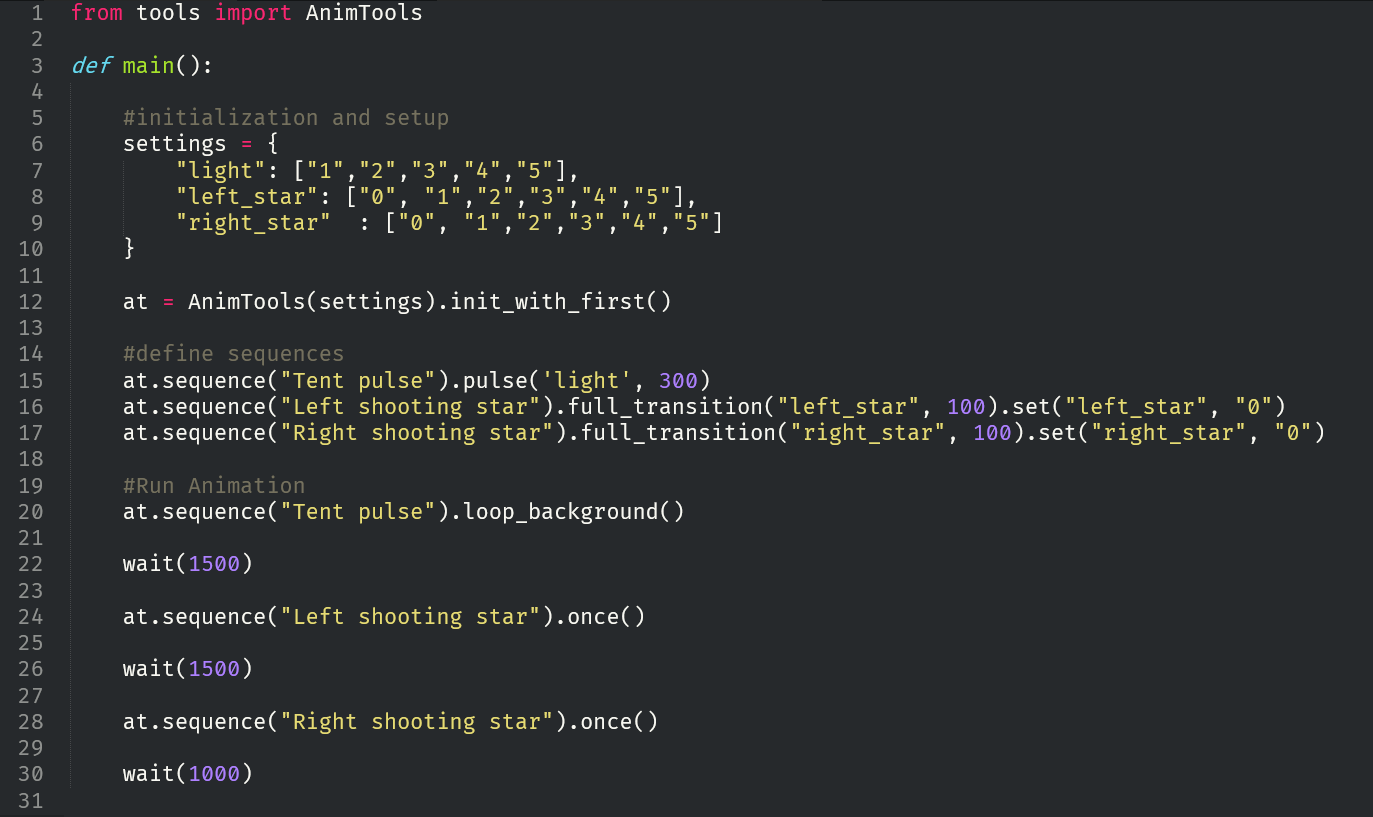 1 from tools import AnimTools
2
3 def main():
4
5     #initialization and setup
6     settings = {
7         "light": ["1","2","3","4","5"],
8         "left_star": ["0", "1","2","3","4","5"],
9         "right_star"  : ["0", "1","2","3","4","5"]
10     }
11
12     at = AnimTools(settings).init_with_first()
13
14     #define sequences
15     at.sequence("Tent pulse").pulse('light', 300)
16     at.sequence("Left shooting star").full_transition("left_star", 100).set("left_star", "0")
17     at.sequence("Right shooting star").full_transition("right_star", 100).set("right_star", "0")
18
19     #Run Animation
20     at.sequence("Tent pulse").loop_background()
21
22     wait(1500)
23
24     at.sequence("Left shooting star").once()
25
26     wait(1500)
27
28     at.sequence("Right shooting star").once()
29
30     wait(1000)
31